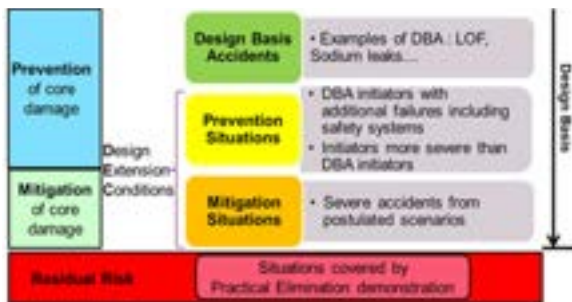 Prevention
of core
damage
Mitigation
of core
damage
Design
Extension
Conditions
Design Basis
Accidents
• Examples of DBA : LOF,
Sodium leaks....
Prevention
Situations
• DBA initiators with
additional failures including
safety systems
• Initiators more severe than
DBA initiators
Mitigation
Situations
• Severe accidents from
postulated scenarios
Design Basis
Residual Risk
Situations covered by
Practical Elimination demonstration